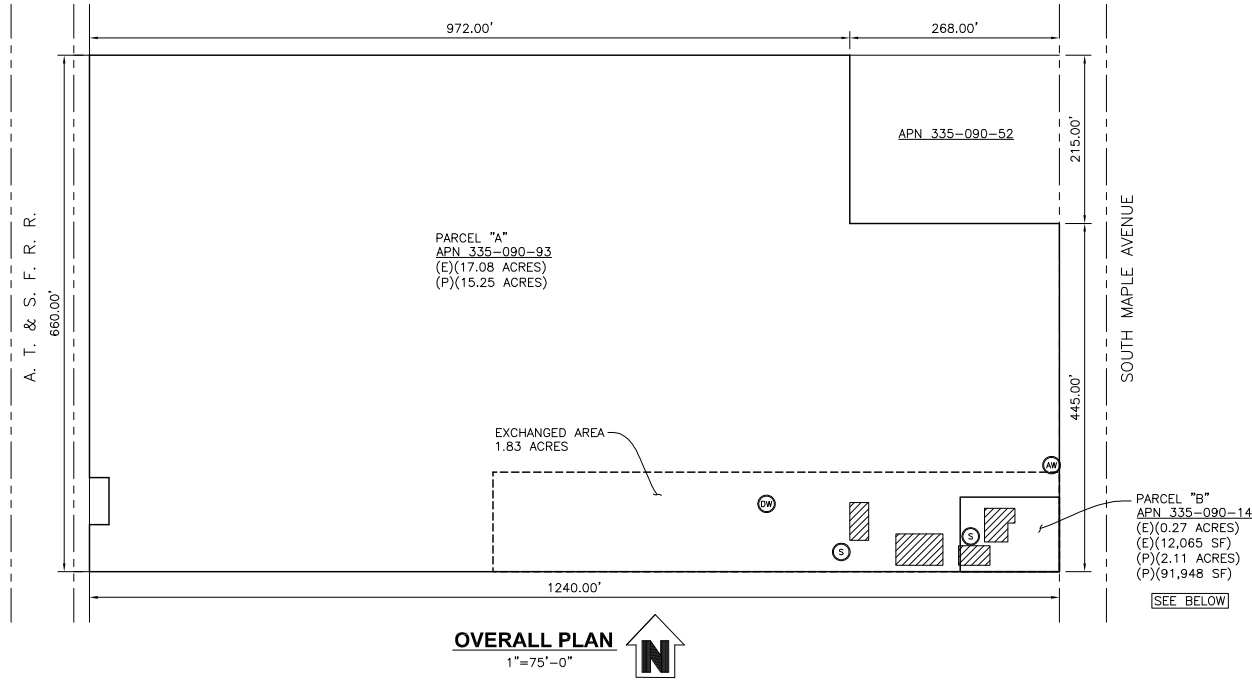 972.00'
268.00'
APN 335-090-52
215.00'
A. T. & S. F. R. R.
660.00'
PARCEL "A"
APN 335-090-93
(E)(17.08 ACRES)
(P)(15.25 ACRES)
SOUTH MAPLE AVENUE
445.00'
EXCHANGED AREA
1.83 ACRES
AW
DW
S
S
PARCEL "B"
APN 335-090-14
(E)(0.27 ACRES)
(E)(12,065 SF)
(P)(2.11 ACRES)
(P)(91,948 SF)
SEE BELOW
1240.00'
OVERALL PLAN
1"=75'-0"
N